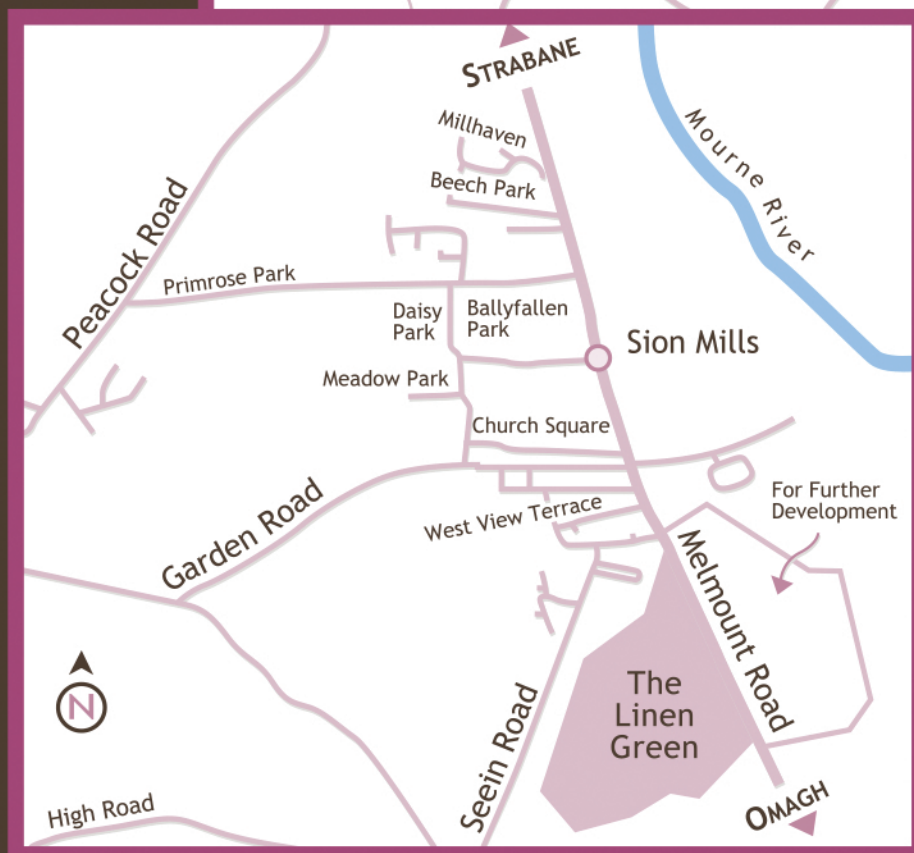 STRABANE
Millhaven
Beech Park
Mourne River
Peacock Road
Primrose Park
Daisy
Park
Ballyfallen
Park
Sion Mills
Meadow Park
Church Square
Garden Road
West View Terrace
For Further
Development
Melmount Road
The
Linen
Green
N
Seein Road
High Road
OMAGH